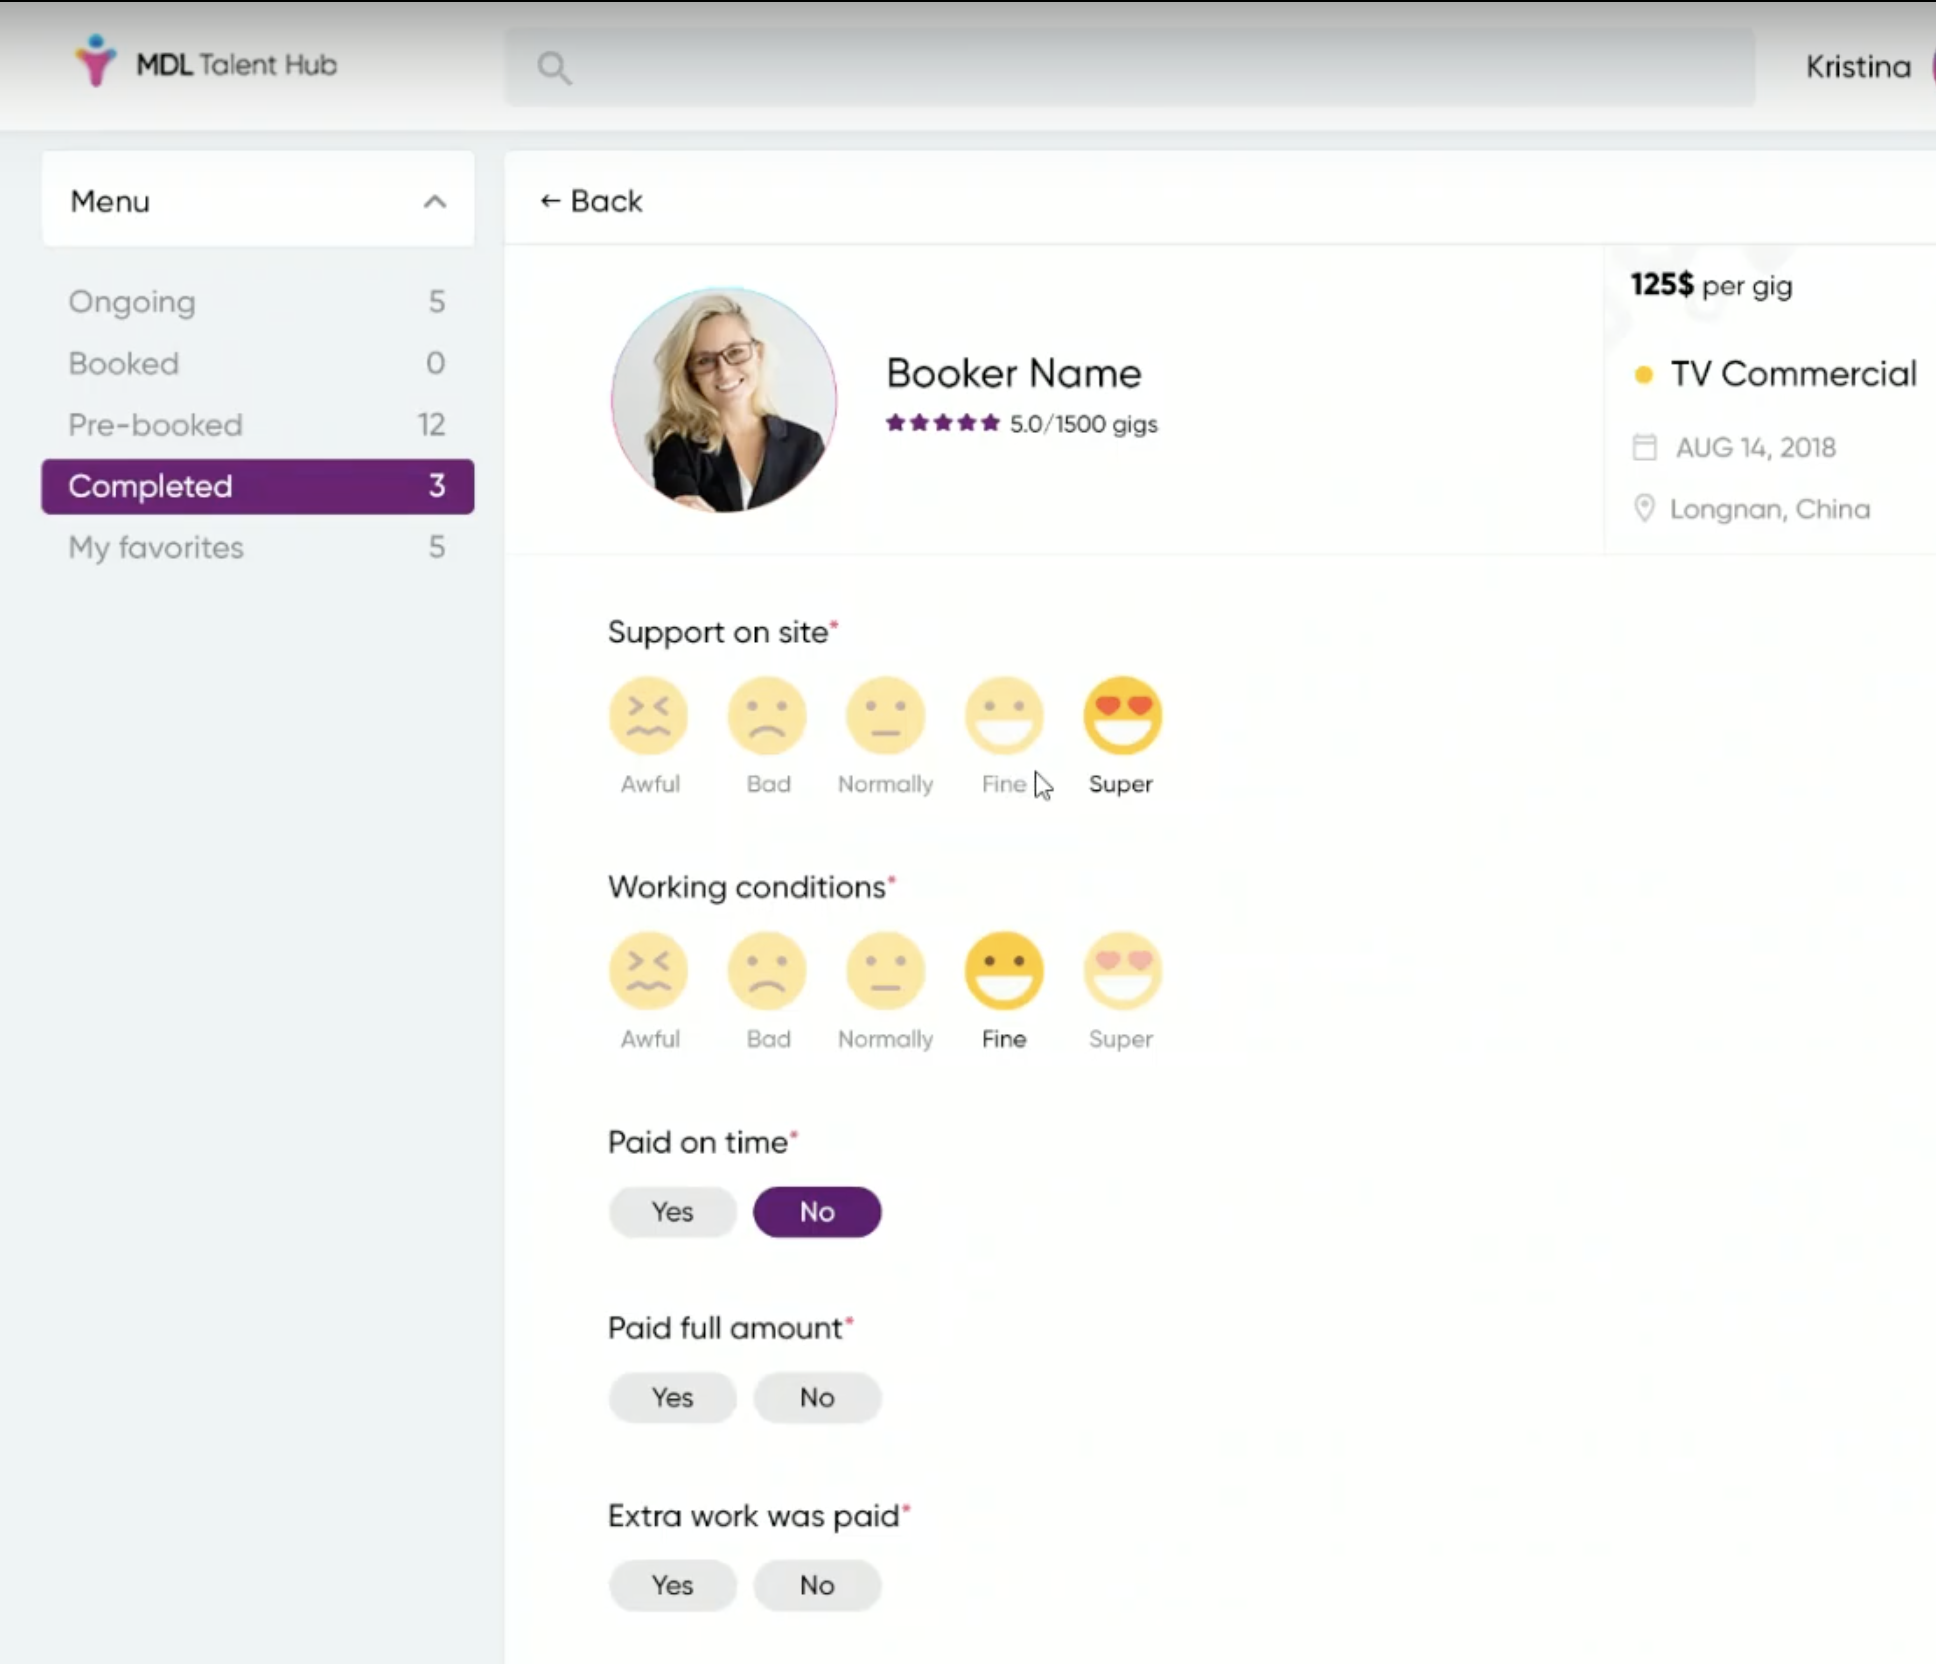 MDL Talent Hub
Kristina
Menu
← Back
Ongoing 5
Booked 0
Pre-booked 12
Completed 3
My favorites 5
Booker Name
5.0/1500 gigs
125$ per gig
TV Commercial
AUG 14, 2018
Longnan, China
Support on site*
Awful Bad Normally Fine Super
Working conditions*
Awful Bad Normally Fine Super
Paid on time*
Yes No
Paid full amount*
Yes No
Extra work was paid*
Yes No